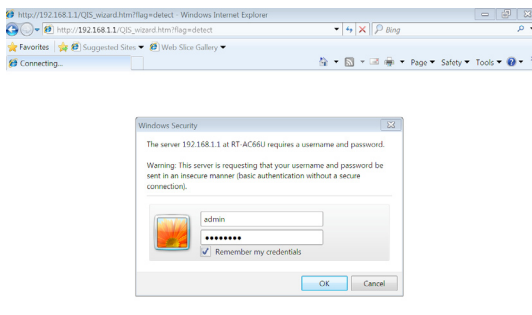 http://192.168.1.1/QIS_wizard.htm?flag=detect - Windows Internet Explorer
http://192.168.1.1/QIS_wizard.htm?flag=detect
Bing
Favorites Suggested Sites Web Slice Gallery
Connecting...
Page Safety Tools
Windows Security
The server 192.168.1.1 at RT-AC66U requires a username and password.
Warning: This server is requesting that your username and password be
sent in an insecure manner (basic authentication without a secure
connection).
admin
••••••••
Remember my credentials
OK Cancel